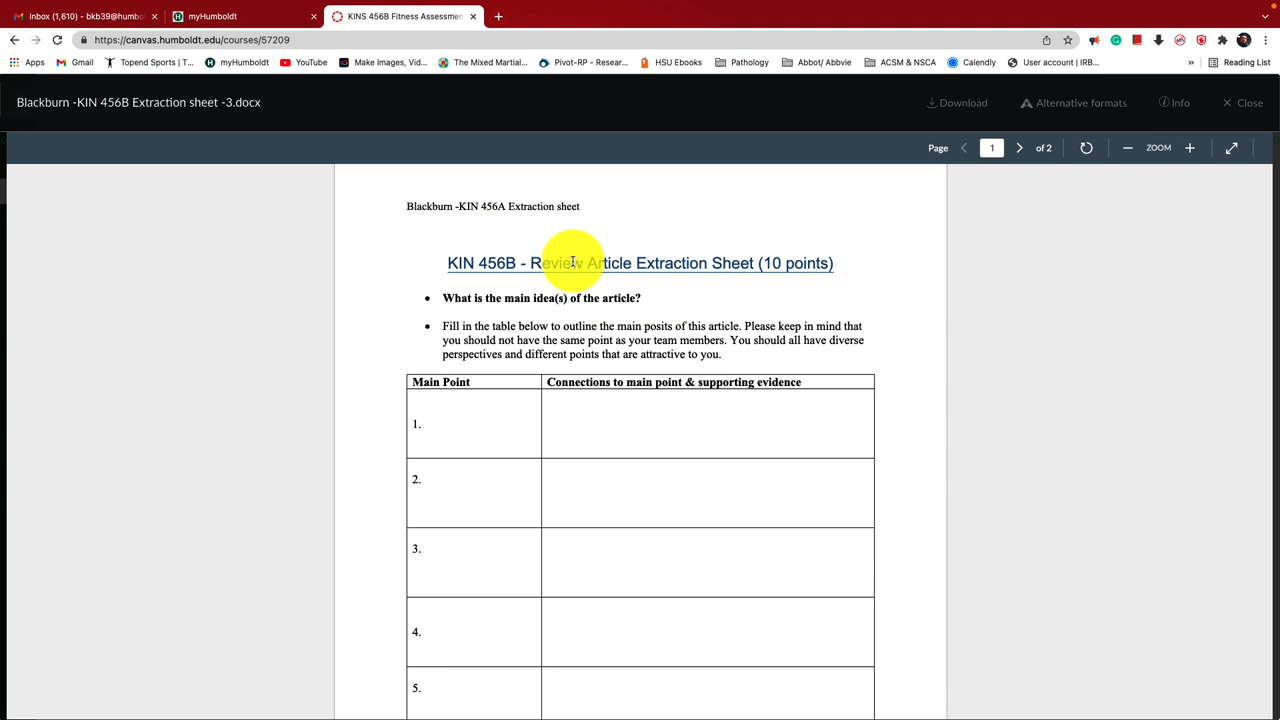 Inbox (1,610) - bkb39@humbo
myHumboldt
KINS 456B Fitness Assessmen
https://canvas.humboldt.edu/courses/57209
Apps
Gmail
Topend Sports | T...
myHumboldt
YouTube
Make Images, Vid...
The Mixed Martial...
Pivot-RP - Resear...
HSU Ebooks
Pathology
Abbot/ Abbvie
ACSM & NSCA
Calendly
User account | IRB...
»
Reading List
Blackburn -KIN 456B Extraction sheet -3.docx
Download
Alternative formats
Info
Close
Page 1 of 2
ZOOM
Blackburn -KIN 456A Extraction sheet
KIN 456B - Review Article Extraction Sheet (10 points)
• What is the main idea(s) of the article?
• Fill in the table below to outline the main posits of this article. Please keep in mind that
you should not have the same point as your team members. You should all have diverse
perspectives and different points that are attractive to you.
Main Point Connections to main point & supporting evidence
1.
2.
3.
4.
5.